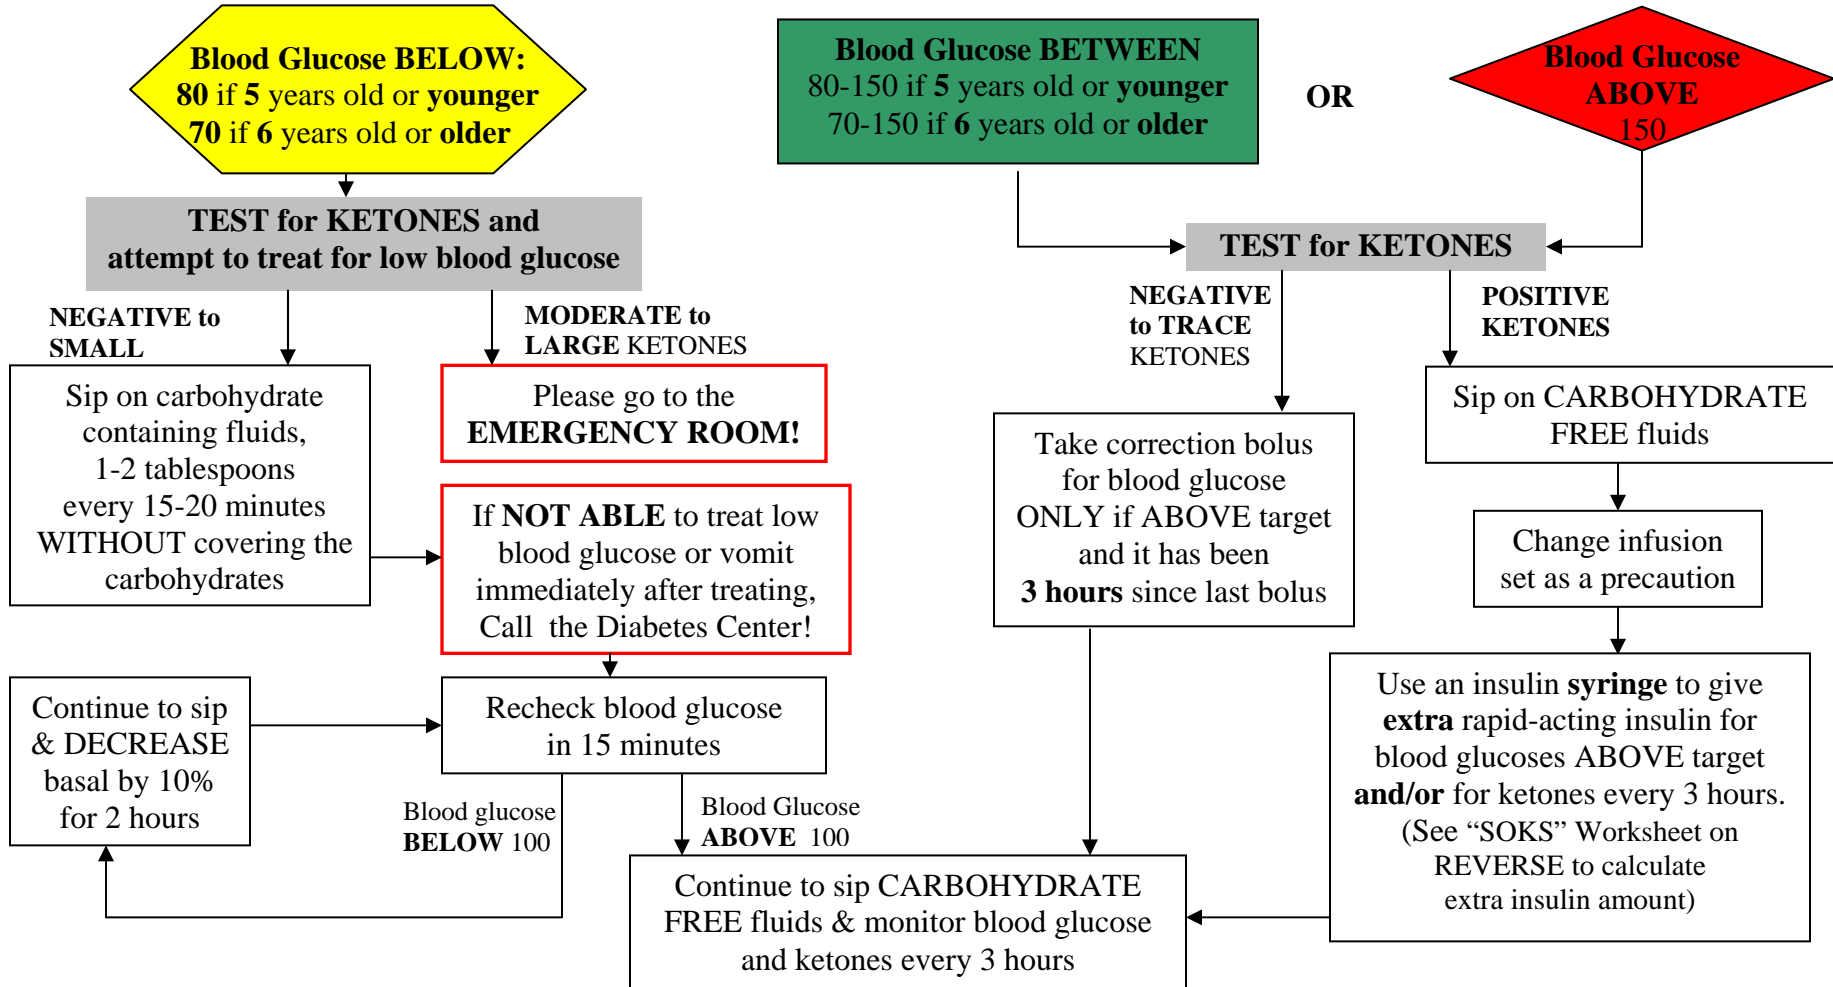 Blood Glucose BELOW:
80 if 5 years old or younger
70 if 6 years old or older
Blood Glucose BETWEEN
80-150 if 5 years old or younger
70-150 if 6 years old or older
OR
Blood Glucose
ABOVE
150
TEST for KETONES and
attempt to treat for low blood glucose
TEST for KETONES
NEGATIVE to
SMALL
MODERATE to
LARGE KETONES
NEGATIVE
to TRACE
KETONES
POSITIVE
KETONES
Sip on carbohydrate
containing fluids,
1-2 tablespoons
every 15-20 minutes
WITHOUT covering the
carbohydrates
Please go to the
EMERGENCY ROOM!
If NOT ABLE to treat low
blood glucose or vomit
immediately after treating,
Call the Diabetes Center!
Take correction bolus
for blood glucose
ONLY if ABOVE target
and it has been
3 hours since last bolus
Sip on CARBOHYDRATE
FREE fluids
Change infusion
set as a precaution
Continue to sip
& DECREASE
basal by 10%
for 2 hours
Recheck blood glucose
in 15 minutes
Blood glucose
BELOW 100
Blood Glucose
ABOVE 100
Use an insulin syringe to give
extra rapid-acting insulin for
blood glucoses ABOVE target
and/or for ketones every 3 hours.
(See “SOKS” Worksheet on
REVERSE to calculate
extra insulin amount)
Continue to sip CARBOHYDRATE
FREE fluids & monitor blood glucose
and ketones every 3 hours